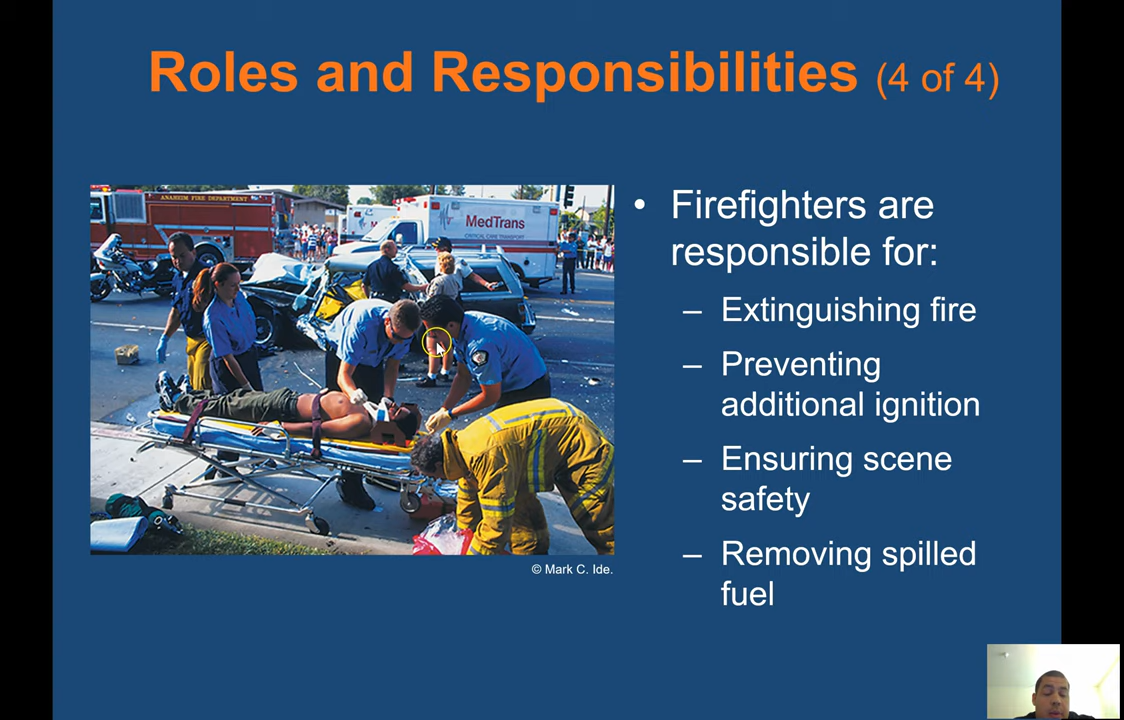 Roles and Responsibilities (4 of 4)
ANAHEIM FIRE DEPARTMENT
MedTrans
CRITICAL CARE TRANSPORT
© Mark C. Ide.
• Firefighters are
responsible for:
– Extinguishing fire
– Preventing
additional ignition
– Ensuring scene
safety
– Removing spilled
fuel